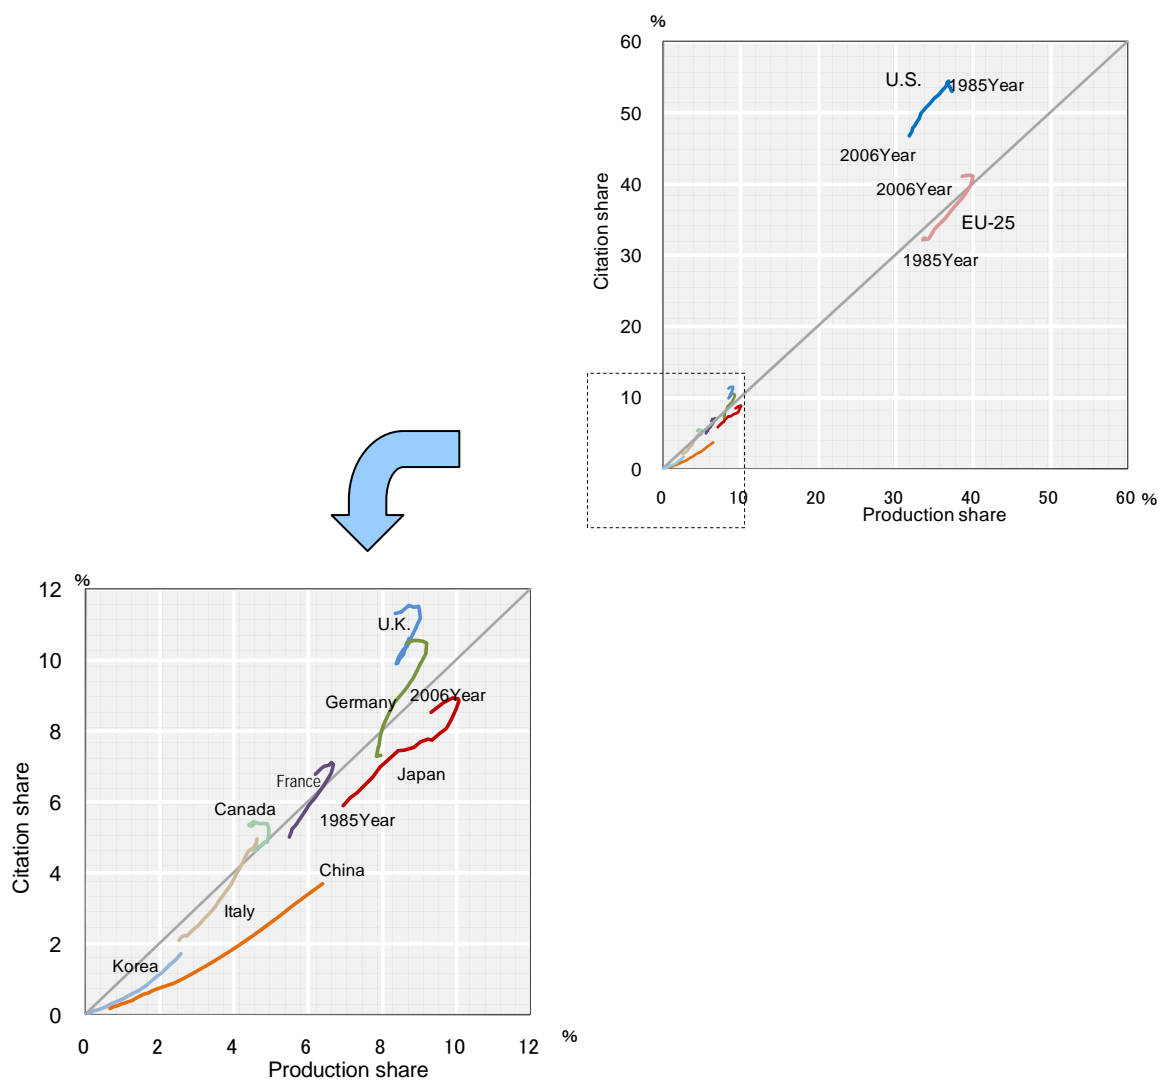 %
60
U.S.
1985Year
50
2006Year
40
2006Year
EU-25
30
1985Year
20
10
0
Citation share
0 10 20 30 40 50 60 %
Production share
%
12
U.K.
10
Germany
2006Year
8
France
Japan
6
Canada
1985Year
4
China
Italy
2
Korea
0
Citation share
0 2 4 6 8 10 12 %
Production share